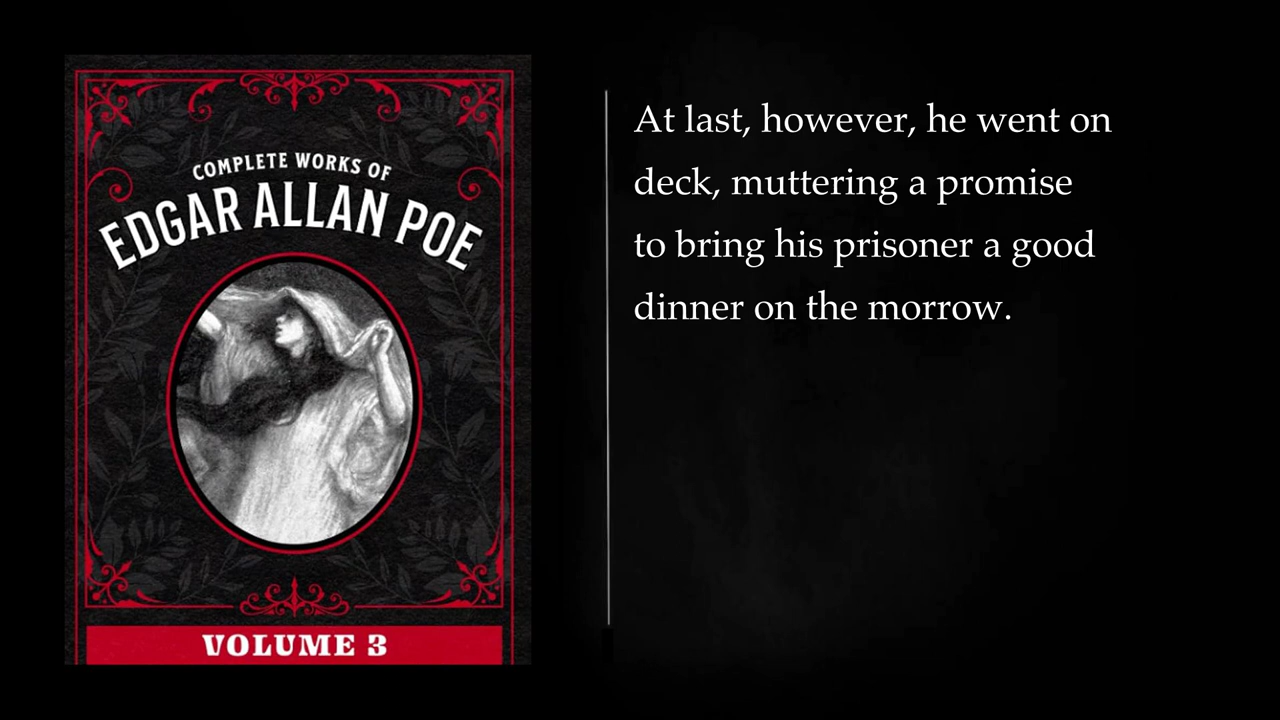 COMPLETE WORKS OF
EDGAR ALLAN POE
VOLUME 3
At last, however, he went on
deck, muttering a promise
to bring his prisoner a good
dinner on the morrow.